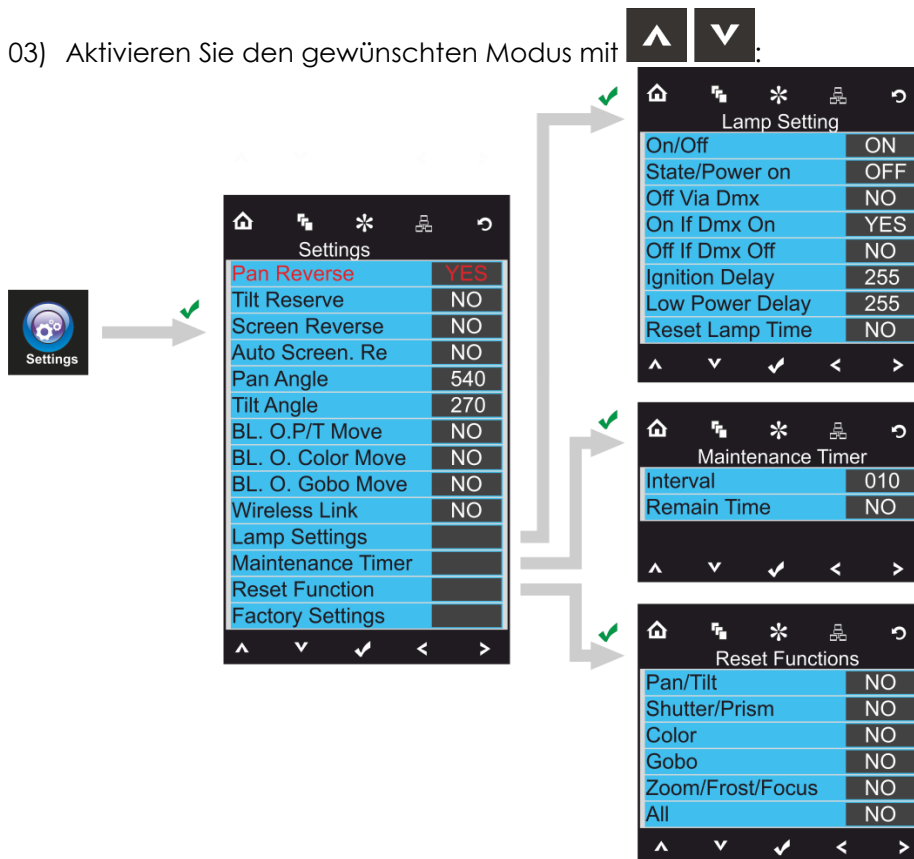 03) Aktivieren Sie den gewünschten Modus mit :
Settings
Settings
Pan Reverse YES
Tilt Reserve NO
Screen Reverse NO
Auto Screen. Re NO
Pan Angle 540
Tilt Angle 270
BL. O.P/T Move NO
BL. O. Color Move NO
BL. O. Gobo Move NO
Wireless Link NO
Lamp Settings
Maintenance Timer
Reset Function
Factory Settings
Lamp Setting
On/Off ON
State/Power on OFF
Off Via Dmx NO
On If Dmx On YES
Off If Dmx Off NO
Ignition Delay 255
Low Power Delay 255
Reset Lamp Time NO
Maintenance Timer
Interval 010
Remain Time NO
Reset Functions
Pan/Tilt NO
Shutter/Prism NO
Color NO
Gobo NO
Zoom/Frost/Focus NO
All NO